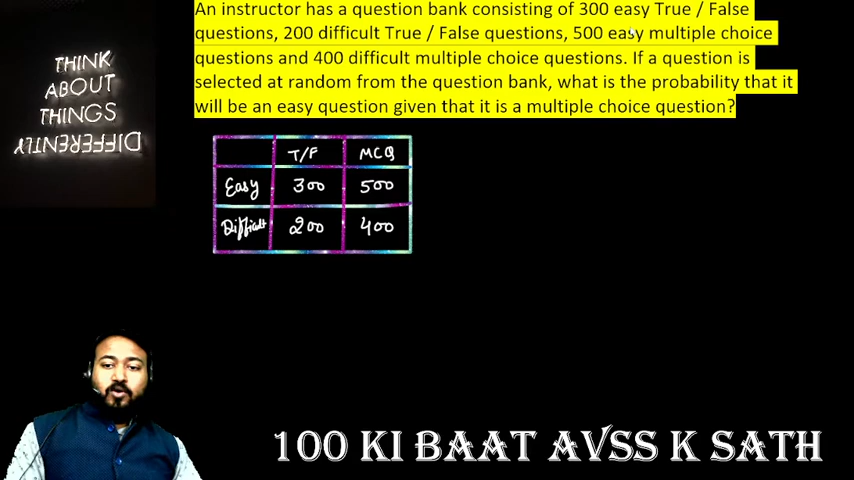 An instructor has a question bank consisting of 300 easy True / False
questions, 200 difficult True / False questions, 500 easy multiple choice
questions and 400 difficult multiple choice questions. If a question is
selected at random from the question bank, what is the probability that it
will be an easy question given that it is a multiple choice question?
THINK
ABOUT
THINGS
DIFFERENTLY
T/F MCQ
Easy 300 500
Difficult 200 400
100 KI BAAT AVSS K SATH